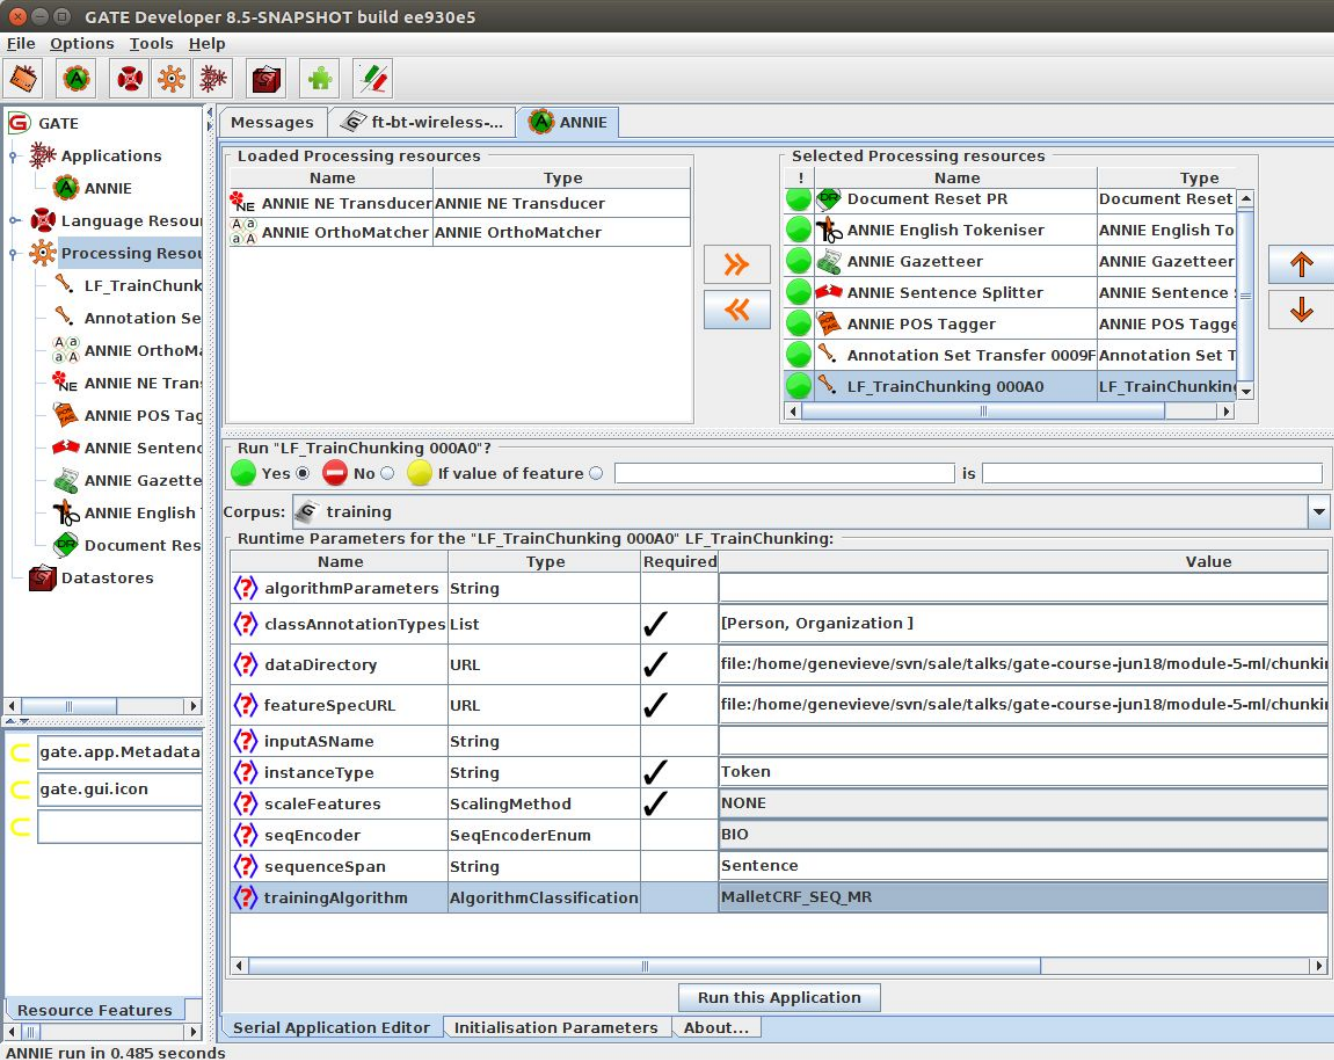 GATE Developer 8.5-SNAPSHOT build ee930e5
File Options Tools Help
GATE
Applications
ANNIE
Language Resou
Processing Resou
LF_TrainChunk
Annotation Se
ANNIE OrthoMa
ANNIE NE Trans
ANNIE POS Tag
ANNIE Sentenc
ANNIE Gazette
ANNIE English
Document Res
Datastores
gate.app.Metadata
gate.gui.icon
Resource Features
Messages ft-bt-wireless-... ANNIE
Loaded Processing resources
Name Type
ANNIE NE Transducer ANNIE NE Transducer
ANNIE OrthoMatcher ANNIE OrthoMatcher
Selected Processing resources
! Name Type
Document Reset PR Document Reset
ANNIE English Tokeniser ANNIE English To
ANNIE Gazetteer ANNIE Gazetteer
ANNIE Sentence Splitter ANNIE Sentence
ANNIE POS Tagger ANNIE POS Tagge
Annotation Set Transfer 0009F Annotation Set T
LF_TrainChunking 000A0 LF_TrainChunking
Run "LF_TrainChunking 000A0"?
Yes No If value of feature is
Corpus: training
Runtime Parameters for the "LF_TrainChunking 000A0" LF_TrainChunking:
Name Type Required Value
algorithmParameters String
classAnnotationTypes List [Person, Organization ]
dataDirectory URL file:/home/genevieve/svn/sale/talks/gate-course-jun18/module-5-ml/chunki
featureSpecURL URL file:/home/genevieve/svn/sale/talks/gate-course-jun18/module-5-ml/chunki
inputASName String
instanceType String Token
scaleFeatures ScalingMethod NONE
seqEncoder SeqEncoderEnum BIO
sequenceSpan String Sentence
trainingAlgorithm AlgorithmClassification MalletCRF_SEQ_MR
Run this Application
Serial Application Editor Initialisation Parameters About...
ANNIE run in 0.485 seconds